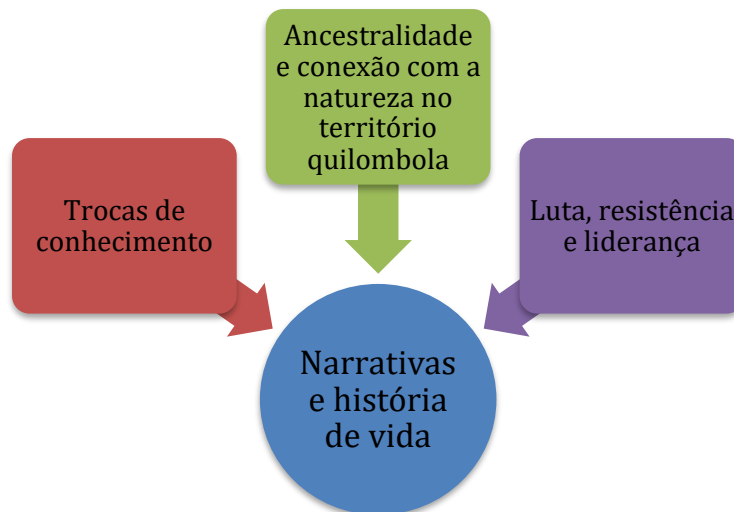 Ancestralidade
e conexão com a
natureza no
território
quilombola
Trocas de
conhecimento
Luta, resistência
e liderança
Narrativas
e história
de vida